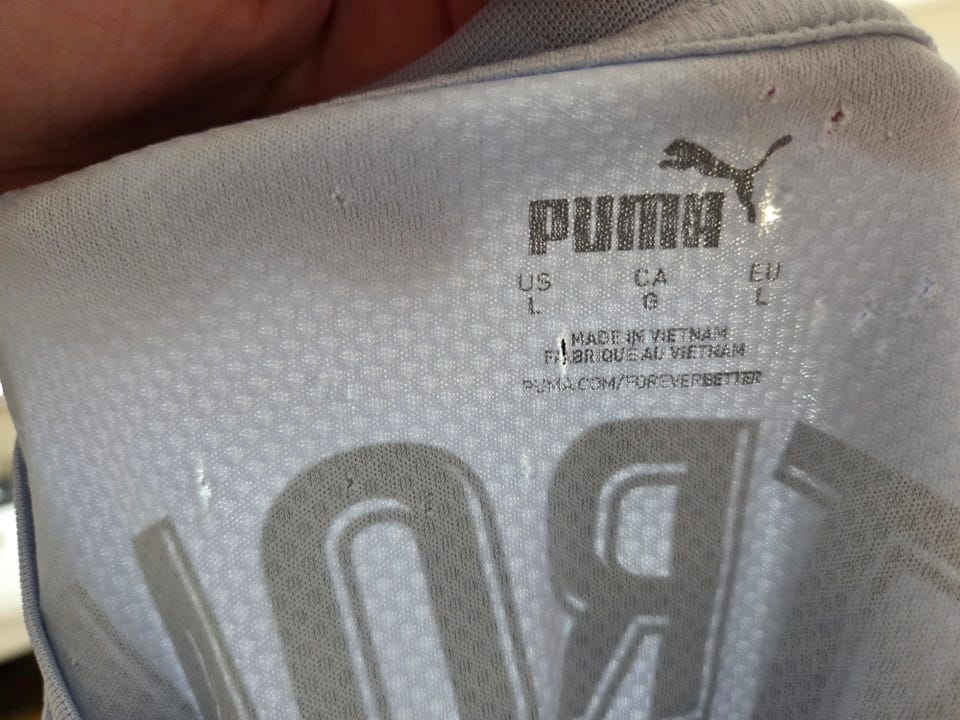 PUMA
US CA EU
L G L
MADE IN VIETNAM
FABRIQUE AU VIETNAM
PUMA.COM/FOREVERBETTER